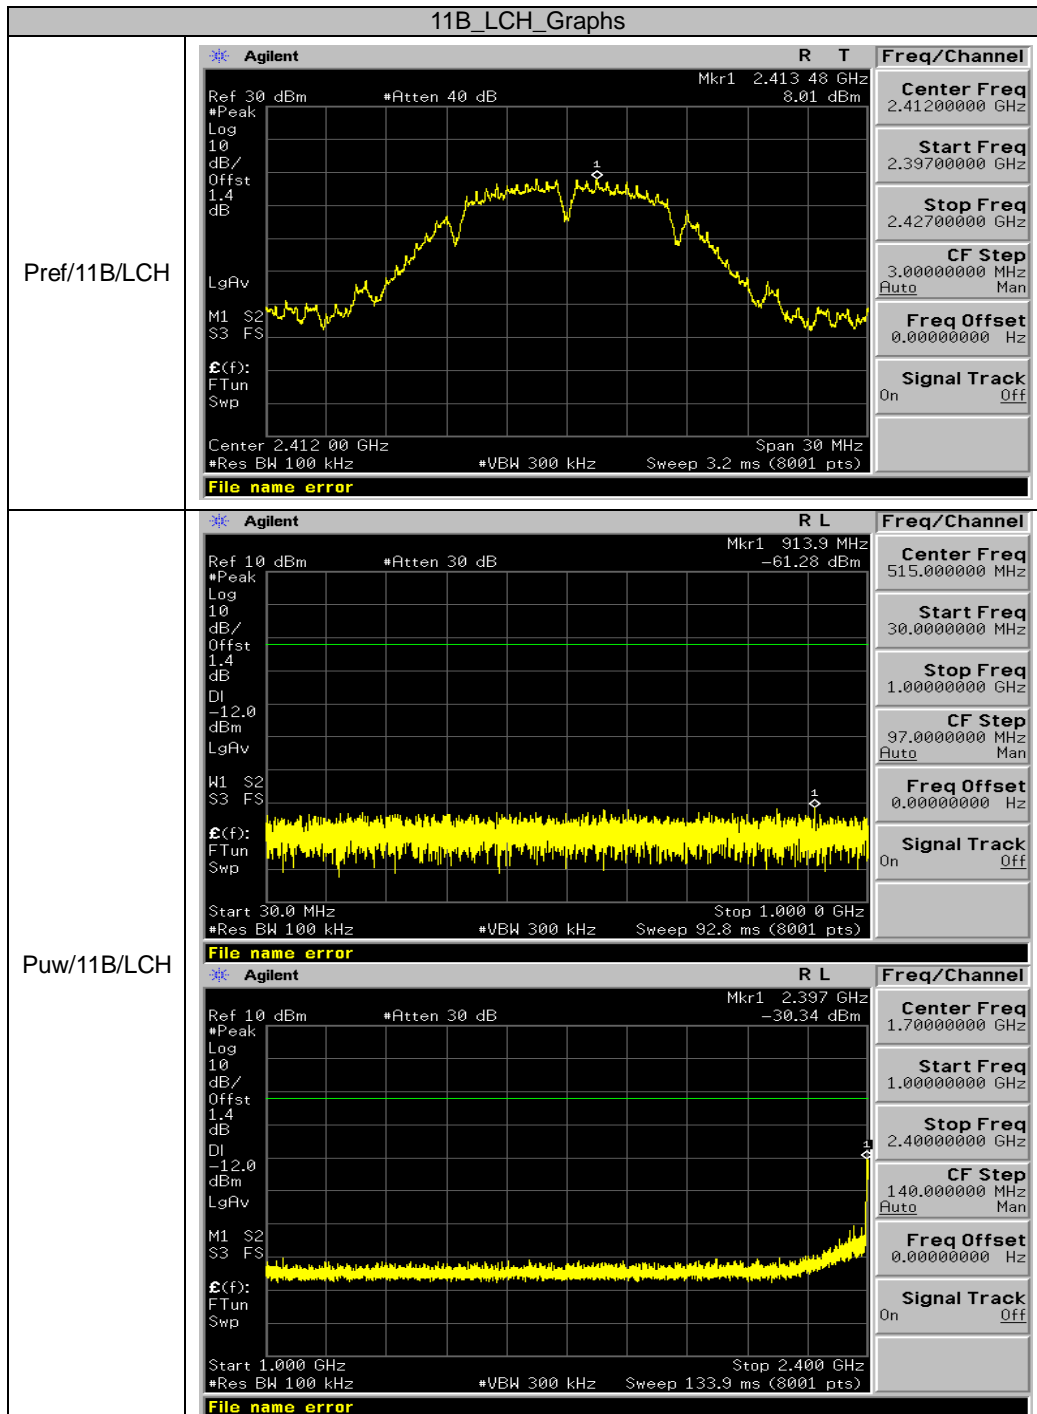 11B_LCH_Graphs
Pref/11B/LCH
Agilent
R T
Freq/Channel
Mkr1 2.413 48 GHz
Ref 30 dBm #Atten 40 dB 8.01 dBm
#Peak
Log
10
dB/
Offst
1.4
dB
LgAv
M1 S2
S3 FS
£(f):
FTun
Swp
1
Center 2.412 00 GHz Span 30 MHz
#Res BW 100 kHz #VBW 300 kHz Sweep 3.2 ms (8001 pts)
File name error
Center Freq
2.41200000 GHz
Start Freq
2.39700000 GHz
Stop Freq
2.42700000 GHz
CF Step
3.00000000 MHz
Auto Man
Freq Offset
0.00000000 Hz
Signal Track
On Off
Puw/11B/LCH
Agilent
R L
Freq/Channel
Mkr1 913.9 MHz
Ref 10 dBm #Atten 30 dB -61.28 dBm
#Peak
Log
10
dB/
Offst
1.4
dB
DI
-12.0
dBm
LgAv
W1 S2
S3 FS
£(f):
FTun
Swp
1
Start 30.0 MHz Stop 1.000 0 GHz
#Res BW 100 kHz #VBW 300 kHz Sweep 92.8 ms (8001 pts)
File name error
Center Freq
515.000000 MHz
Start Freq
30.0000000 MHz
Stop Freq
1.00000000 GHz
CF Step
97.0000000 MHz
Auto Man
Freq Offset
0.00000000 Hz
Signal Track
On Off
Agilent
R L
Freq/Channel
Mkr1 2.397 GHz
Ref 10 dBm #Atten 30 dB -30.34 dBm
#Peak
Log
10
dB/
Offst
1.4
dB
DI
-12.0
dBm
LgAv
M1 S2
S3 FS
£(f):
FTun
Swp
1
Start 1.000 GHz Stop 2.400 GHz
#Res BW 100 kHz #VBW 300 kHz Sweep 133.9 ms (8001 pts)
File name error
Center Freq
1.70000000 GHz
Start Freq
1.00000000 GHz
Stop Freq
2.40000000 GHz
CF Step
140.000000 MHz
Auto Man
Freq Offset
0.00000000 Hz
Signal Track
On Off